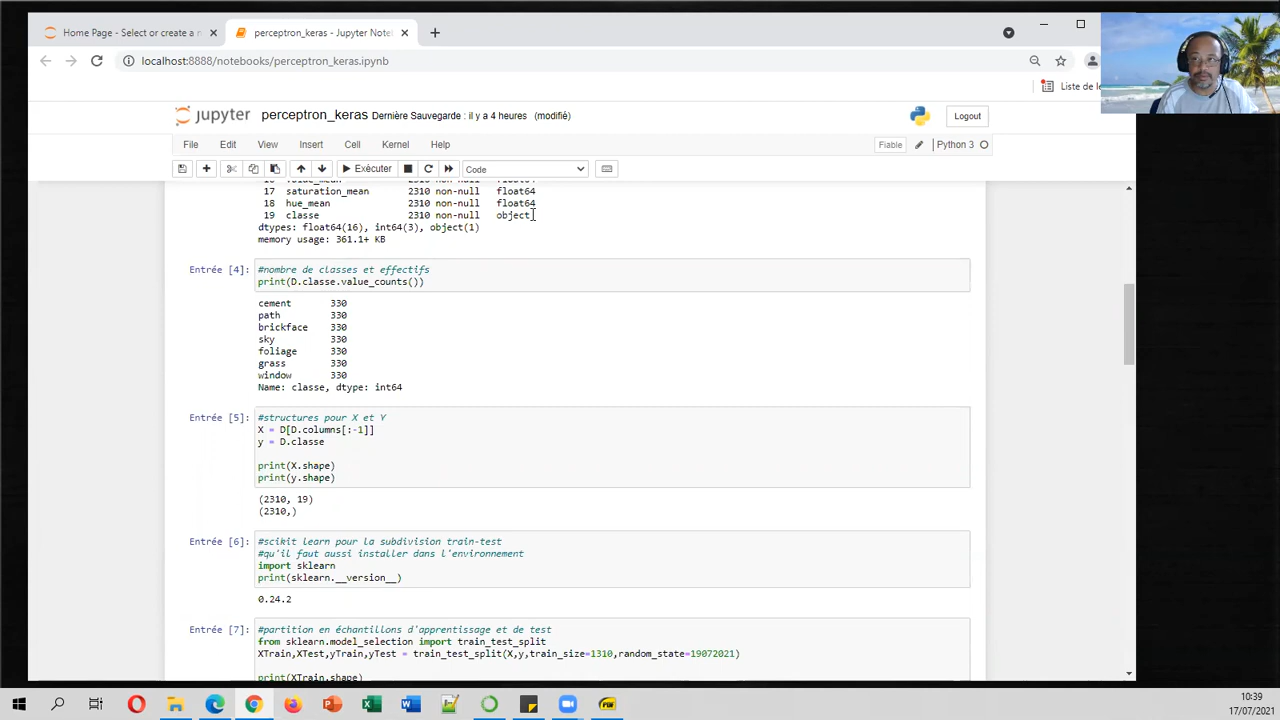 Home Page - Select or create a n
perceptron_keras - Jupyter Note
localhost:8888/notebooks/perceptron_keras.ipynb
Liste de le
jupyter perceptron_keras Dernière Sauvegarde : il y a 4 heures (modifié)
Logout
File Edit View Insert Cell Kernel Help
Fiable Python 3
Exécuter Code
17 saturation_mean 2310 non-null float64
18 hue_mean 2310 non-null float64
19 classe 2310 non-null object
dtypes: float64(16), int64(3), object(1)
memory usage: 361.1+ KB
Entrée [4]: #nombre de classes et effectifs
print(D.classe.value_counts())
cement 330
path 330
brickface 330
sky 330
foliage 330
grass 330
window 330
Name: classe, dtype: int64
Entrée [5]: #structures pour X et Y
X = D[D.columns[:-1]]
y = D.classe
print(X.shape)
print(y.shape)
(2310, 19)
(2310,)
Entrée [6]: #scikit learn pour la subdivision train-test
#qu'il faut aussi installer dans l'environnement
import sklearn
print(sklearn.__version__)
0.24.2
Entrée [7]: #partition en échantillons d'apprentissage et de test
from sklearn.model_selection import train_test_split
XTrain,XTest,yTrain,yTest = train_test_split(X,y,train_size=1310,random_state=19072021)
print(XTrain.shape)
10:39
17/07/2021